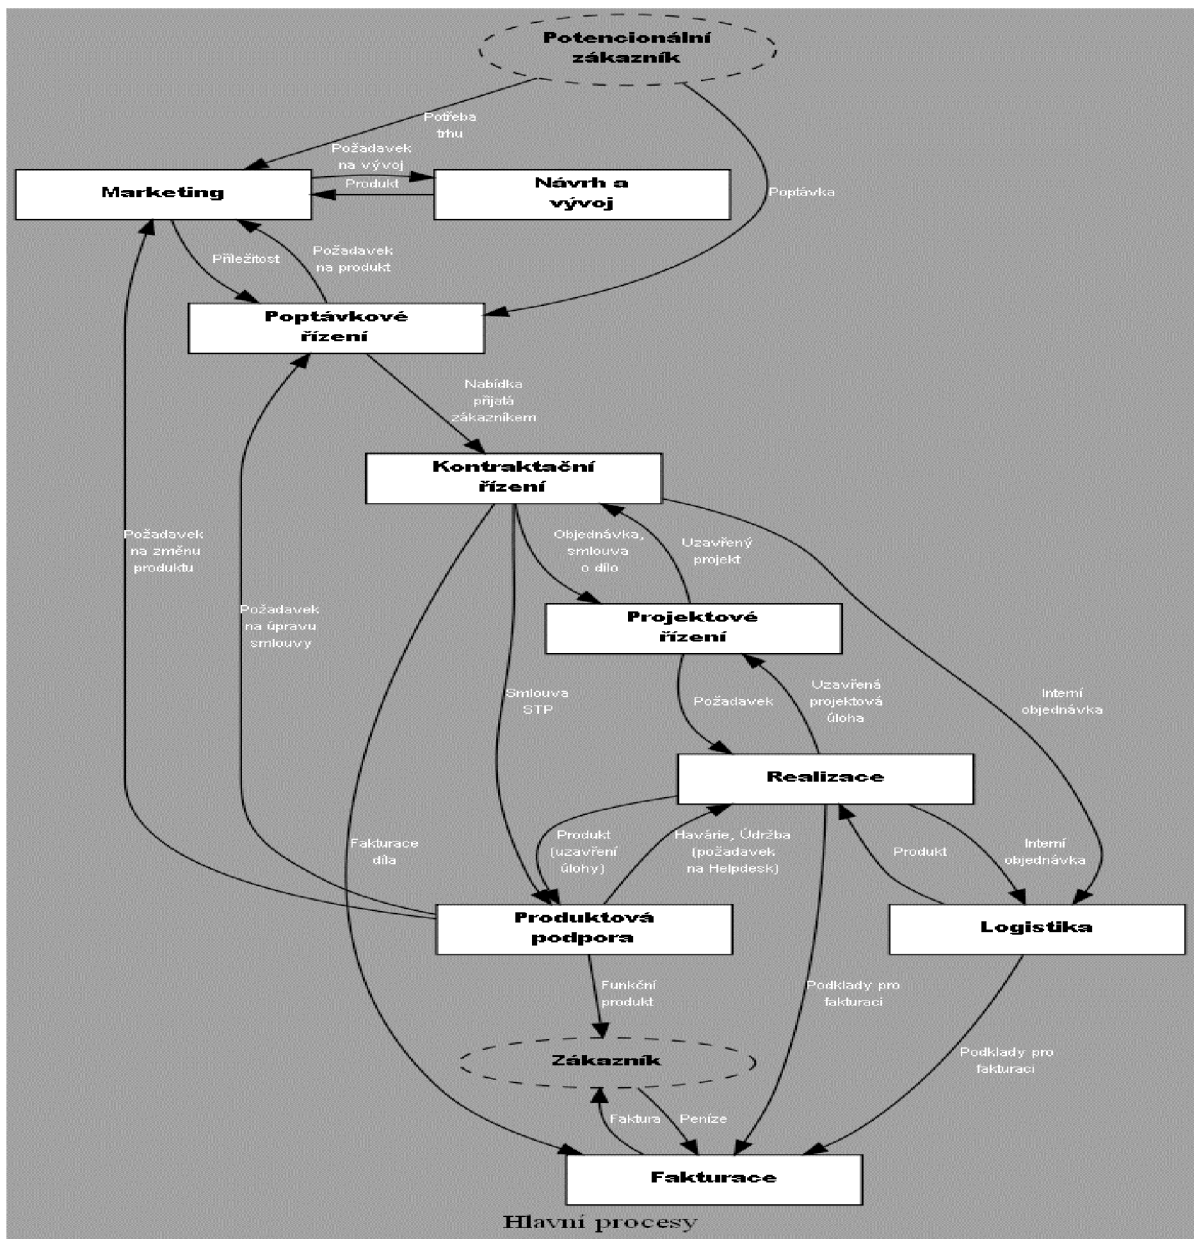 Potencionální
zákazník
Potřeba
trhu
Požadavek
na vývoj
Produkt
Marketing
Návrh a
vývoj
Poptávka
Příležitost
Požadavek
na produkt
Poptávkové
řízení
Nabídka
přijatá
zákazníkem
Kontraktační
řízení
Požadavek
na změnu
produktu
Objednávka,
smlouva
o dílo
Uzavřený
projekt
Požadavek
na úpravu
smlouvy
Projektové
řízení
Smlouva
STP
Požadavek
Uzavřená
projektová
úloha
Interní
objednávka
Realizace
Fakturace
díla
Produkt
(uzavření
úlohy)
Havárie, Údržba
(požadavek
na Helpdesk)
Produkt
Interní
objednávka
Produktová
podpora
Logistika
Funkční
produkt
Podklady pro
fakturaci
Zákazník
Podklady pro
fakturaci
Faktura
Peníze
Fakturace
Hlavní procesy